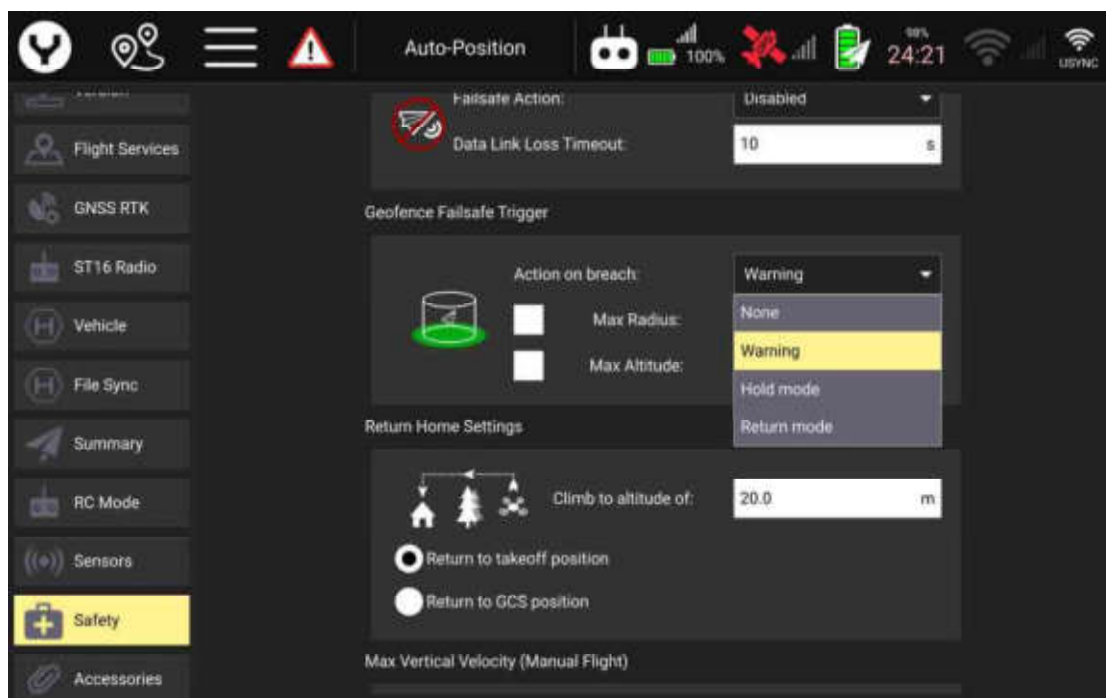 Auto-Position
100%
98%
24:21
USYNC
Version
Flight Services
GNSS RTK
ST16 Radio
Vehicle
File Sync
Summary
RC Mode
Sensors
Safety
Accessories
Failsafe Action:
Disabled
Data Link Loss Timeout:
10
s
Geofence Failsafe Trigger
Action on breach:
Warning
Max Radius:
Max Altitude:
None
Warning
Hold mode
Return mode
Return Home Settings
Climb to altitude of:
20.0
m
Return to takeoff position
Return to GCS position
Max Vertical Velocity (Manual Flight)